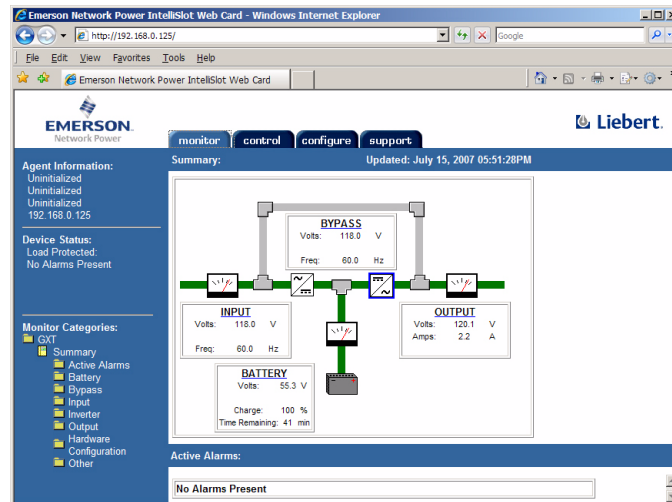 Emerson Network Power IntelliSlot Web Card - Windows Internet Explorer
http://192.168.0.125/
Google
File Edit View Favorites Tools Help
Emerson Network Power IntelliSlot Web Card
EMERSON.
Network Power
monitor control configure support
Liebert.
Summary: Updated: July 15, 2007 05:51:28PM
Agent Information:
Uninitialized
Uninitialized
Uninitialized
192.168.0.125
Device Status:
Load Protected:
No Alarms Present
Monitor Categories:
GXT
Summary
Active Alarms
Battery
Bypass
Input
Inverter
Output
Hardware
Configuration
Other
BYPASS
Volts: 118.0 V
Freq: 60.0 Hz
INPUT
Volts: 118.0 V
Freq: 60.0 Hz
OUTPUT
Volts: 120.1 V
Amps: 2.2 A
BATTERY
Volts: 55.3 V
Charge: 100 %
Time Remaining: 41 min
Active Alarms:
No Alarms Present